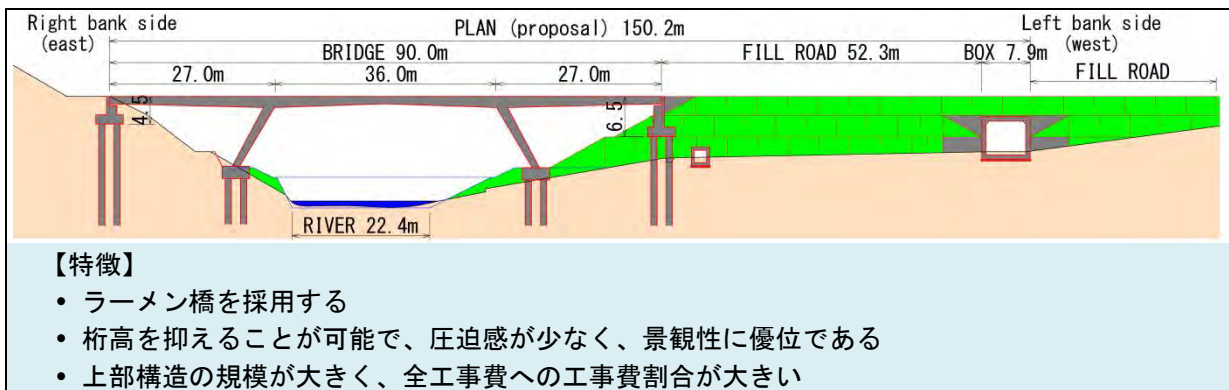 Right bank side
(east)
PLAN (proposal) 150.2m
Left bank side
(west)
BRIDGE 90.0m
FILL ROAD 52.3m
BOX 7.9m
27.0m
36.0m
27.0m
FILL ROAD
4.5
6.5
RIVER 22.4m
【特徴】
• ラーメン橋を採用する
• 桁高を抑えることが可能で、圧迫感が少なく、景観性に優位である
• 上部構造の規模が大きく、全工事費への工事費割合が大きい